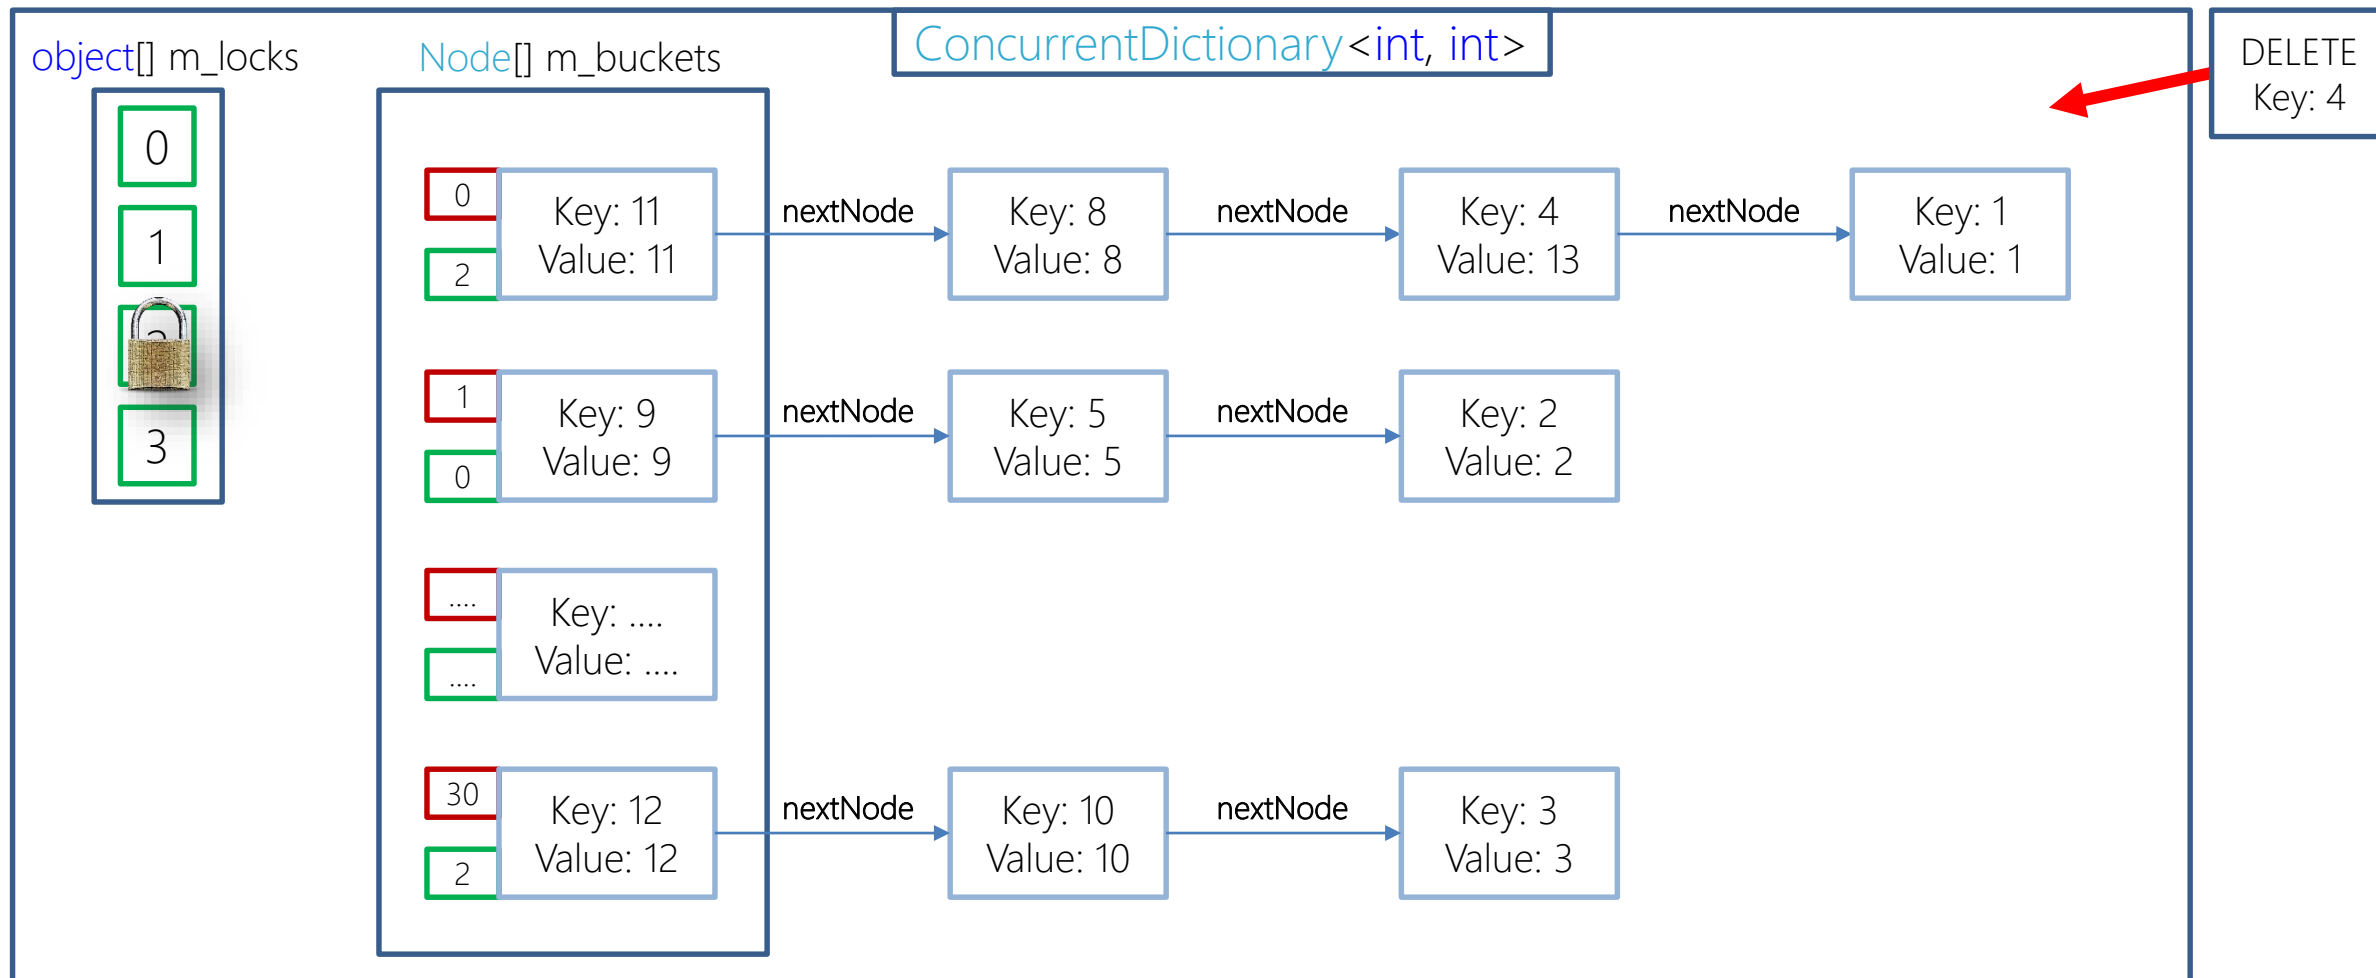 ConcurrentDictionary<int, int>
DELETE
Key: 4
object[] m_locks
0
1
3
Node[] m_buckets
0
2
Key: 11
Value: 11
nextNode
Key: 8
Value: 8
nextNode
Key: 4
Value: 13
nextNode
Key: 1
Value: 1
1
0
Key: 9
Value: 9
nextNode
Key: 5
Value: 5
nextNode
Key: 2
Value: 2
....
....
Key: ....
Value: ....
30
2
Key: 12
Value: 12
nextNode
Key: 10
Value: 10
nextNode
Key: 3
Value: 3